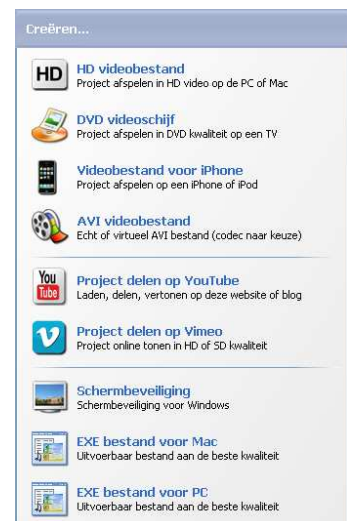 Creëren...
HD
HD videobestand
Project afspelen in HD video op de PC of Mac
DVD videoschijf
Project afspelen in DVD kwaliteit op een TV
Videobestand voor iPhone
Project afspelen op een iPhone of iPod
AVI videobestand
Echt of virtueel AVI bestand (codec naar keuze)
You
Tube
Project delen op YouTube
Laden, delen, vertonen op deze website of blog
Project delen op Vimeo
Project online tonen in HD of SD kwaliteit
Schermbeveiliging
Schermbeveiliging voor Windows
EXE bestand voor Mac
Uitvoerbaar bestand aan de beste kwaliteit
EXE bestand voor PC
Uitvoerbaar bestand aan de beste kwaliteit